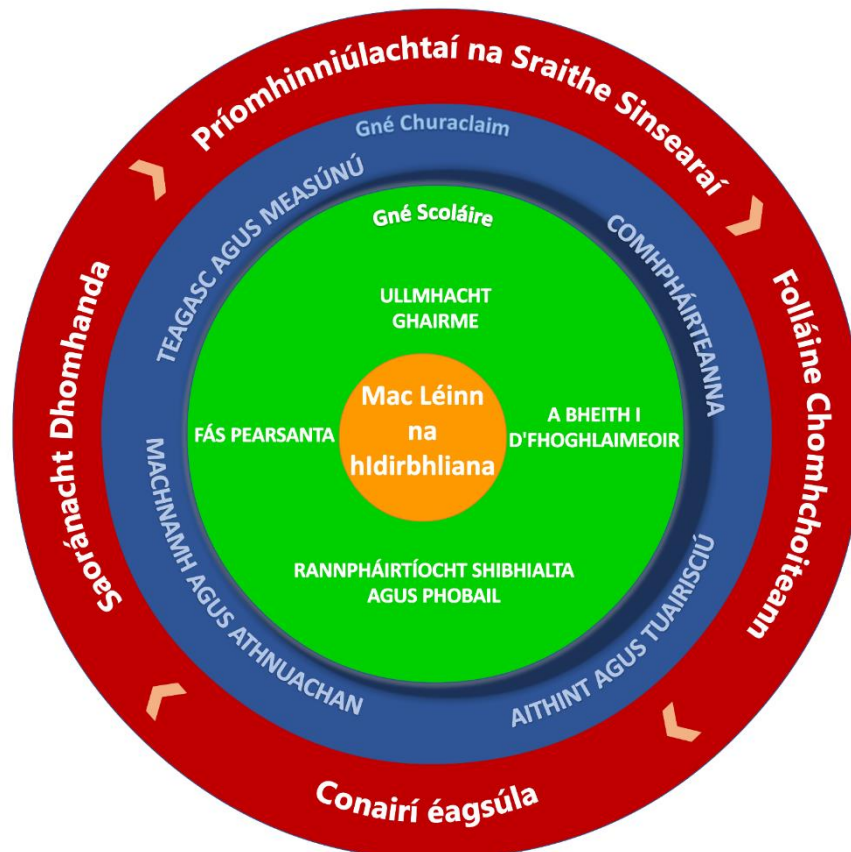 Príomhinniúlachtaí na Sraithe Sinsearaí
Folláine Chomhchoiteann
Conairí éagsúla
Saoránacht Dhomhanda
Gné Churaclaim
TEAGASC AGUS MEASÚNÚ
COMHPHÁIRTEANNA
AITHINT AGUS TUAIRISCIÚ
MACHNAMH AGUS ATHNUACHAN
Gné Scoláire
ULLMHACHT
GHAIRME
A BHEITH I
D'FHOGHLAIMEOIR
RANNPHÁIRTÍOCHT SHIBHIALTA
AGUS PHOBAIL
FÁS PEARSANTA
Mac Léinn
na
hIdirbhliana